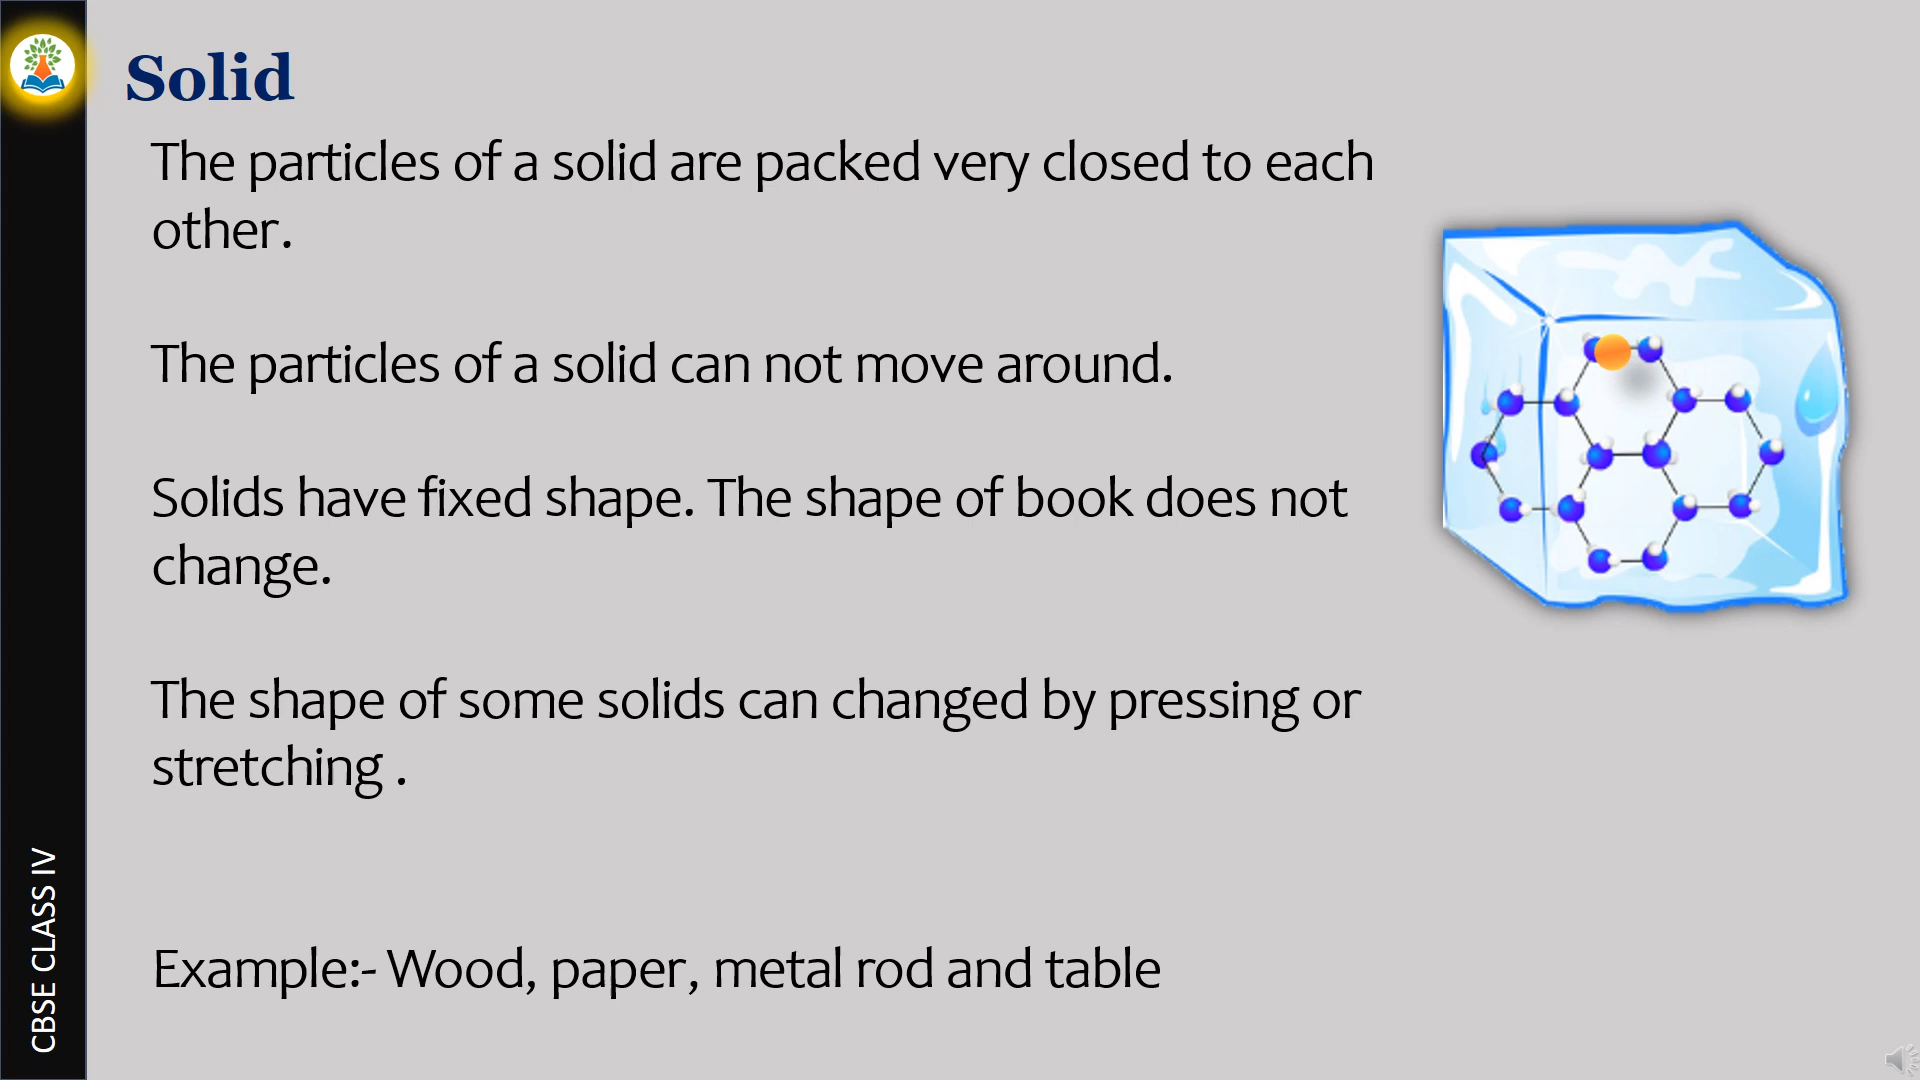 Solid
The particles of a solid are packed very closed to each
other.
The particles of a solid can not move around.
Solids have fixed shape. The shape of book does not
change.
The shape of some solids can changed by pressing or
stretching .
Example:- Wood, paper, metal rod and table
CBSE CLASS IV